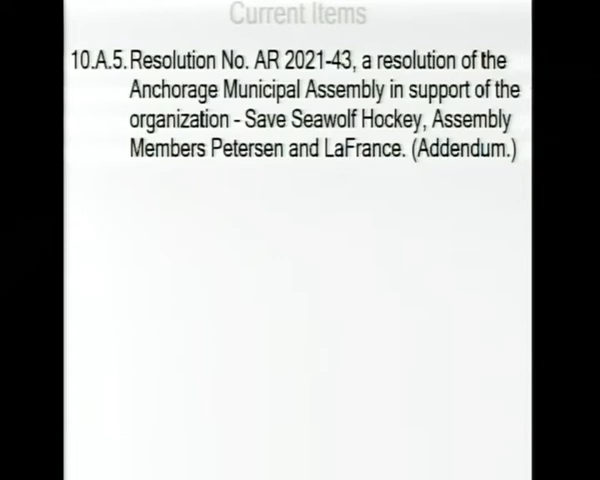 Current Items
10.A.5. Resolution No. AR 2021-43, a resolution of the
Anchorage Municipal Assembly in support of the
organization - Save Seawolf Hockey, Assembly
Members Petersen and LaFrance. (Addendum.)